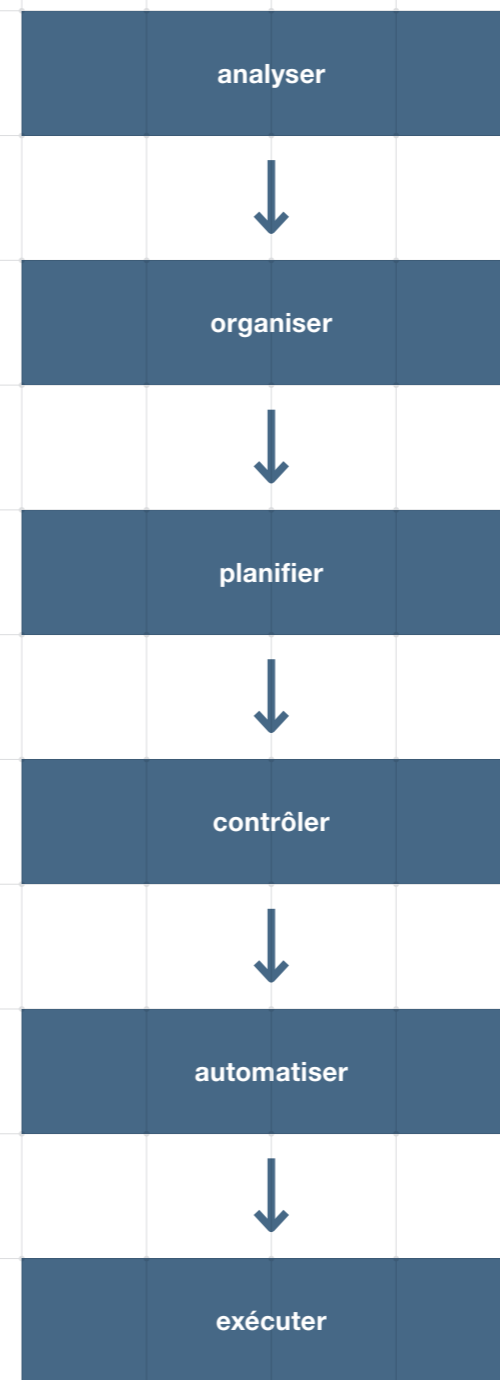 analyser
organiser
planifier
contrôler
automatiser
exécuter